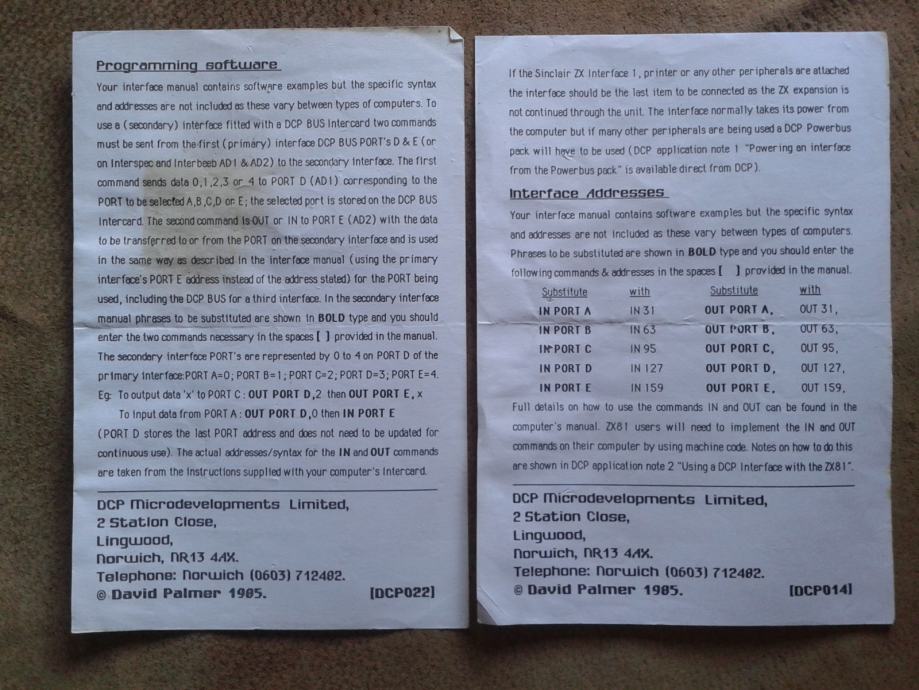 Programming software
Your interface manual contains software examples but the specific syntax
and addresses are not included as these vary between types of computers. To
use a (secondary) interface fitted with a DCP BUS Intercard two commands
must be sent from the first (primary) interface DCP BUS PORT's D & E (or
on Interspec and Interbeeb AD1 & AD2) to the secondary interface. The first
command sends data 0,1,2,3 or 4 to PORT D (AD1) corresponding to the
PORT to be selected A,B,C,D or E; the selected port is stored on the DCP BUS
Intercard. The second command is OUT or IN to PORT E (AD2) with the data
to be transferred to or from the PORT on the secondary interface and is used
in the same way as described in the interface manual (using the primary
interface's PORT E address instead of the address stated) for the PORT being
used, including the DCP BUS for a third interface. In the secondary interface
manual phrases to be substituted are shown in BOLD type and you should
enter the two commands necessary in the spaces [ ] provided in the manual.
The secondary interface PORT's are represented by 0 to 4 on PORT D of the
primary interface:PORT A=0; PORT B=1; PORT C=2; PORT D=3; PORT E=4.
Eg: To output data 'x' to PORT C: OUT PORT D,2 then OUT PORT E, x
To input data from PORT A: OUT PORT D,0 then IN PORT E
(PORT D stores the last PORT address and does not need to be updated for
continuous use). The actual addresses/syntax for the IN and OUT commands
are taken from the instructions supplied with your computer's Intercard.
DCP Microdevelopments Limited,
2 Station Close,
Lingwood,
Norwich, NR13 4AX.
Telephone: Norwich (0603) 712482.
© David Palmer 1985. [DCP022]
If the Sinclair ZX Interface 1, printer or any other peripherals are attached
the interface should be the last item to be connected as the ZX expansion is
not continued through the unit. The interface normally takes its power from
the computer but if many other peripherals are being used a DCP Powerbus
pack will have to be used (DCP application note 1 "Powering an interface
from the Powerbus pack" is available direct from DCP).
Interface Addresses
Your interface manual contains software examples but the specific syntax
and addresses are not included as these vary between types of computers.
Phrases to be substituted are shown in BOLD type and you should enter the
following commands & addresses in the spaces [ ] provided in the manual.
Substitute with Substitute with
IN PORT A IN 31 OUT PORT A, OUT 31,
IN PORT B IN 63 OUT PORT B, OUT 63,
IN PORT C IN 95 OUT PORT C, OUT 95,
IN PORT D IN 127 OUT PORT D, OUT 127,
IN PORT E IN 159 OUT PORT E, OUT 159,
Full details on how to use the commands IN and OUT can be found in the
computer's manual. ZX81 users will need to implement the IN and OUT
commands on their computer by using machine code. Notes on how to do this
are shown in DCP application note 2 "Using a DCP Interface with the ZX81".
DCP Microdevelopments Limited,
2 Station Close,
Lingwood,
Norwich, NR13 4AX.
Telephone: Norwich (0603) 712482.
© David Palmer 1985. [DCP014]